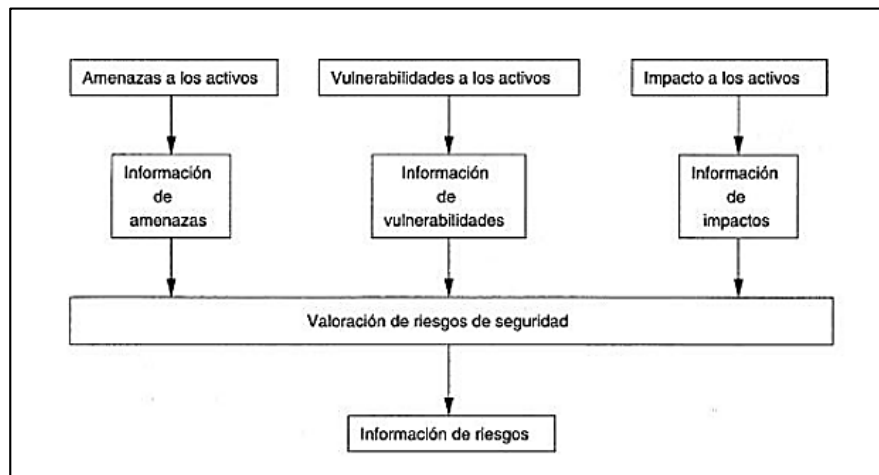 Amenazas a los activos
Vulnerabilidades a los activos
Impacto a los activos
Información
de
amenazas
Información
de
vulnerabilidades
Información
de
impactos
Valoración de riesgos de seguridad
Información de riesgos